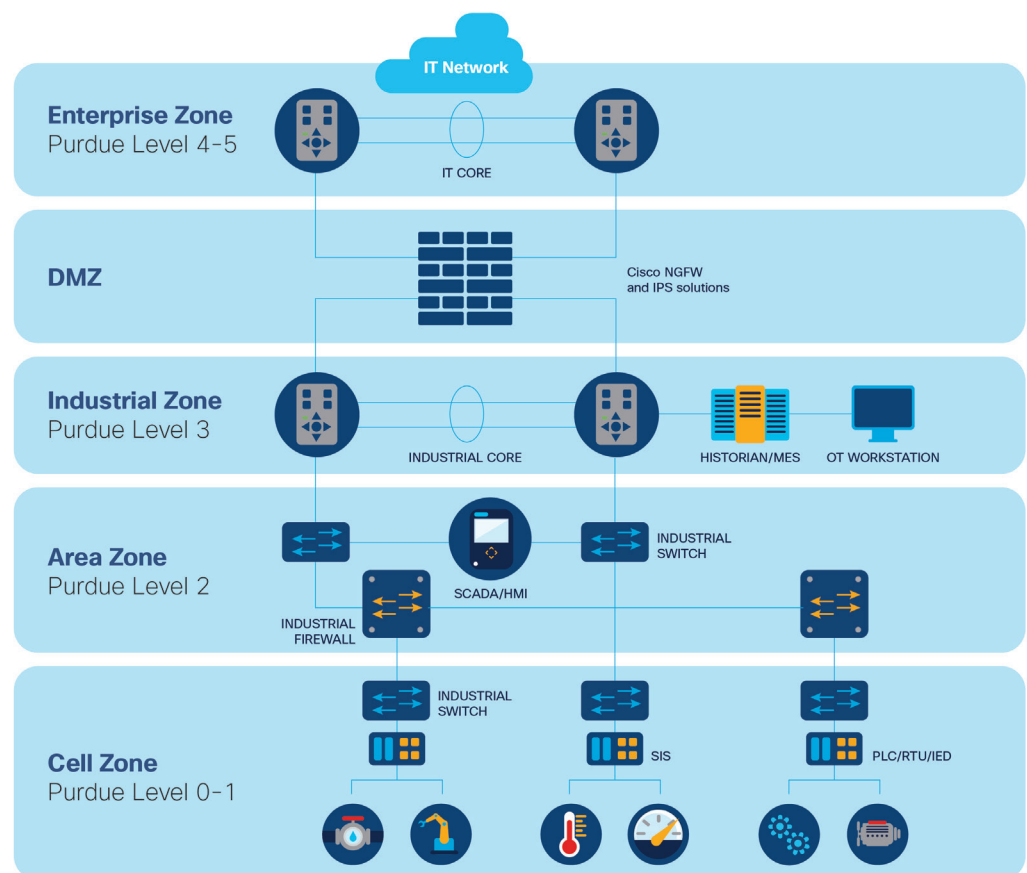 IT Network
Enterprise Zone
Purdue Level 4-5
IT CORE
DMZ
Cisco NGFW
and IPS solutions
Industrial Zone
Purdue Level 3
INDUSTRIAL CORE
HISTORIAN/MES
OT WORKSTATION
Area Zone
Purdue Level 2
SCADA/HMI
INDUSTRIAL
SWITCH
INDUSTRIAL
FIREWALL
Cell Zone
Purdue Level 0-1
INDUSTRIAL
SWITCH
SIS
PLC/RTU/IED